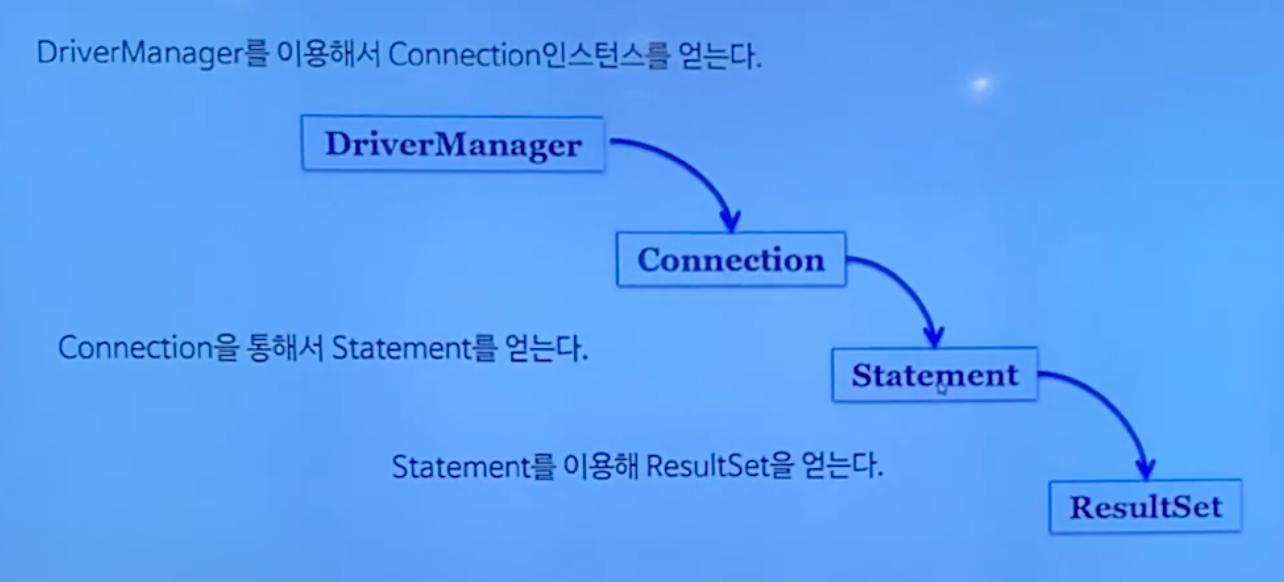 DriverManager를 이용해서 Connection인스턴스를 얻는다.
DriverManager
Connection
Connection을 통해서 Statement를 얻는다.
Statement
Statement를 이용해 ResultSet을 얻는다.
ResultSet